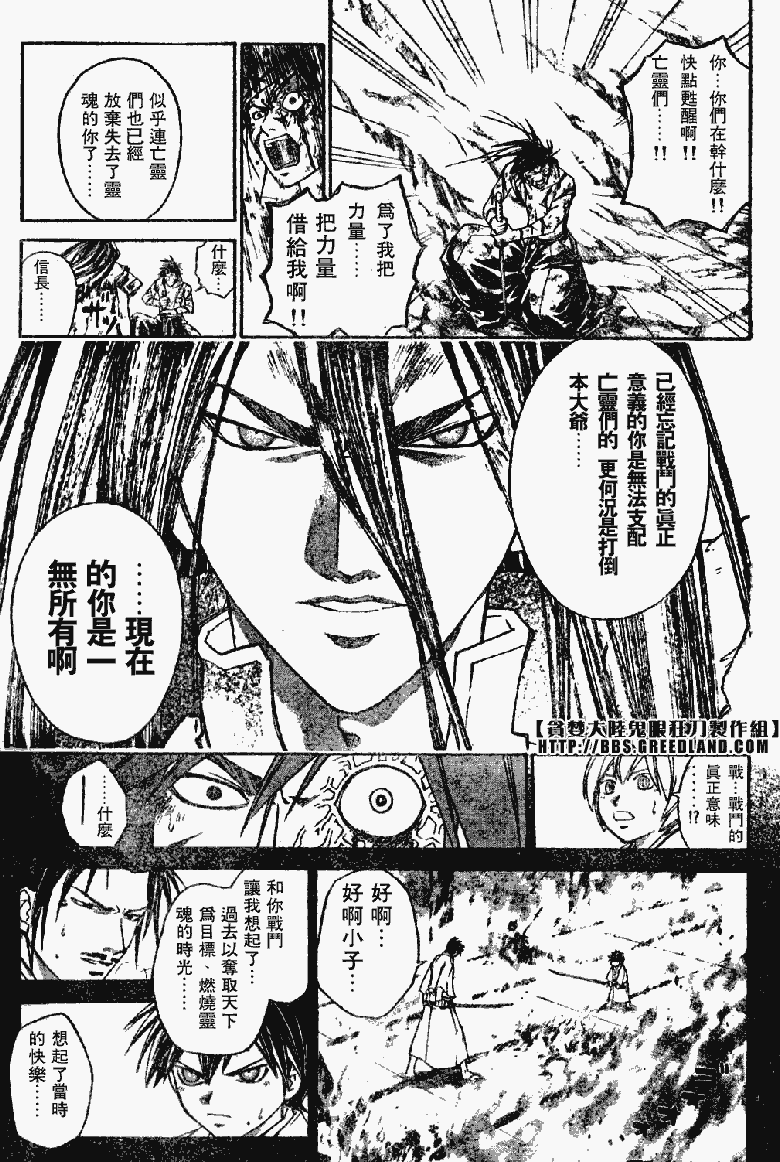 你…你們在幹什麼!!
快點甦醒啊!!
亡靈們……!!
為了我把
力量……
把力量
借給我啊!!
似乎連亡靈
們也已經
放棄失去了靈
魂的你了……
什麼…
信長……
已經忘記戰鬥的真正
意義的你是無法支配
亡靈們的 更何況是打倒
本大爺……
……現在
的你是一
無所有啊
【貪婪大陸鬼眼狂刀製作組】
HTTP://BBS.GREEDLAND.COM
戰…戰鬥的
真正意味
……!?
……什麼
好啊…
好啊小子…
和你戰鬥
讓我想起了…
過去以奪取天下
為目標、燃燒靈
魂的時光……
想起了當時
的快樂……